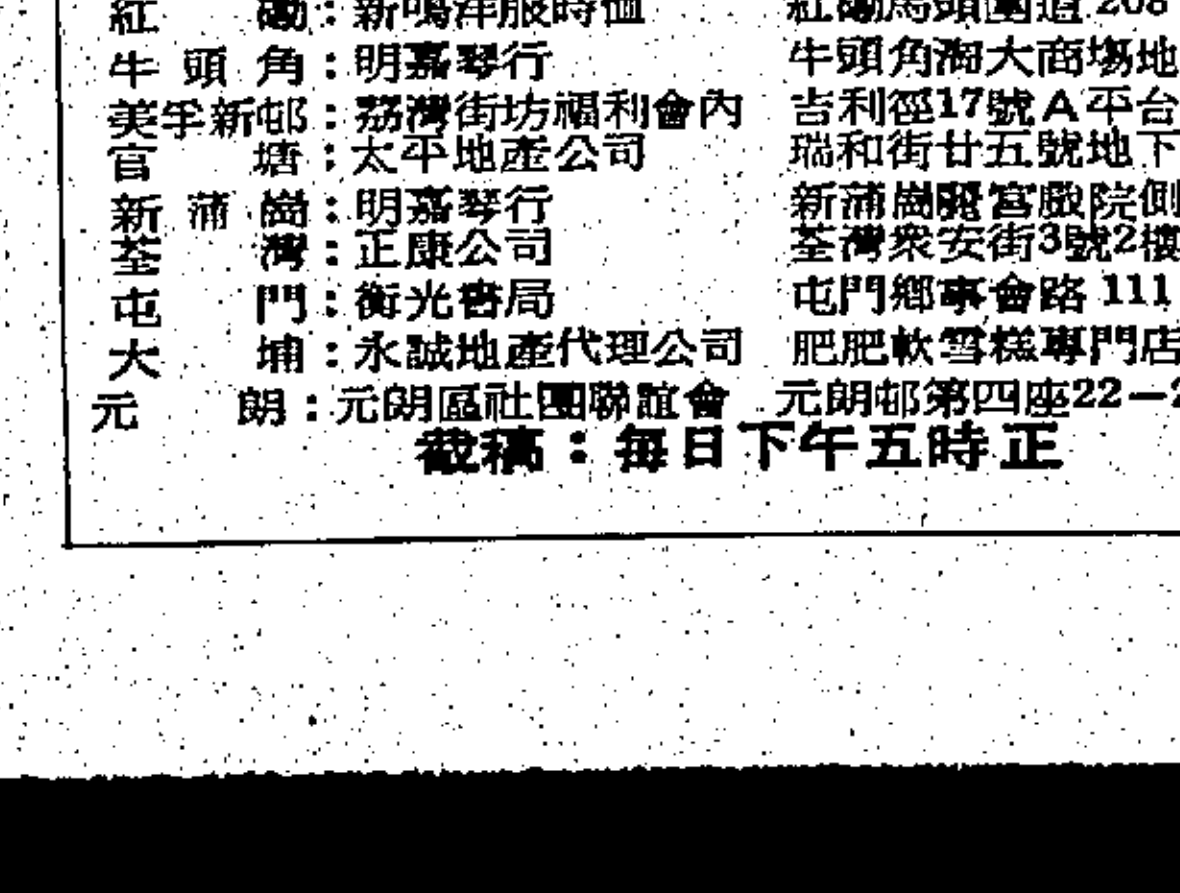 紅磡：新鳴洋服時 紅磡馬頭圍道 208
牛頭角：明嘉琴行 牛頭角淘大商場地
美孚新邨：荔灣街坊福利會內 吉利徑17號A平台
官塘：太平地產公司 瑞和街廿五號地下
新蒲崗：明嘉琴行 新蒲崗麗宮戲院側
荃灣：正康公司 荃灣衆安街3號2樓
屯門：衡光書局 屯門鄉事會路 111
大埔：永誠地產代理公司 肥肥軟雪糕專門店
元朗：元朗區社團聯誼會 元朗邨第四座22－2
截稿：每日下午五時正